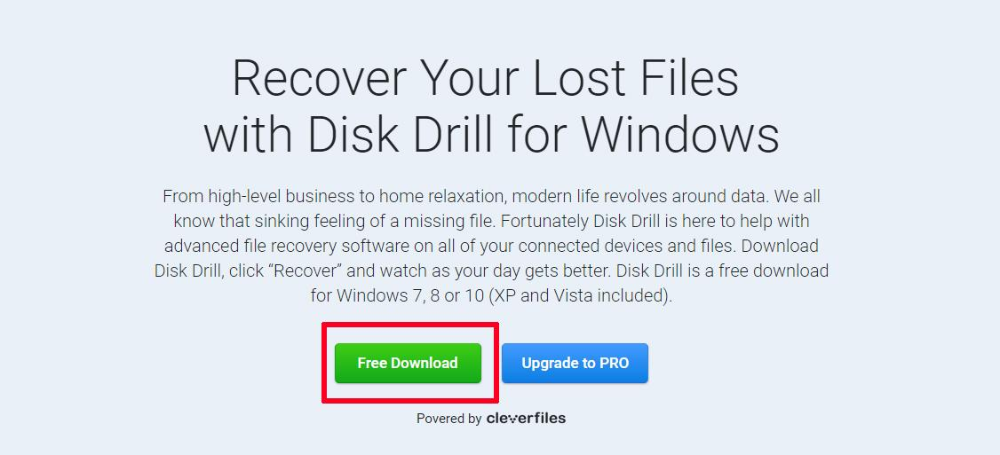 Recover Your Lost Files
with Disk Drill for Windows
From high-level business to home relaxation, modern life revolves around data. We all
know that sinking feeling of a missing file. Fortunately Disk Drill is here to help with
advanced file recovery software on all of your connected devices and files. Download
Disk Drill, click “Recover” and watch as your day gets better. Disk Drill is a free download
for Windows 7, 8 or 10 (XP and Vista included).
Free Download
Upgrade to PRO
Powered by cleverfiles